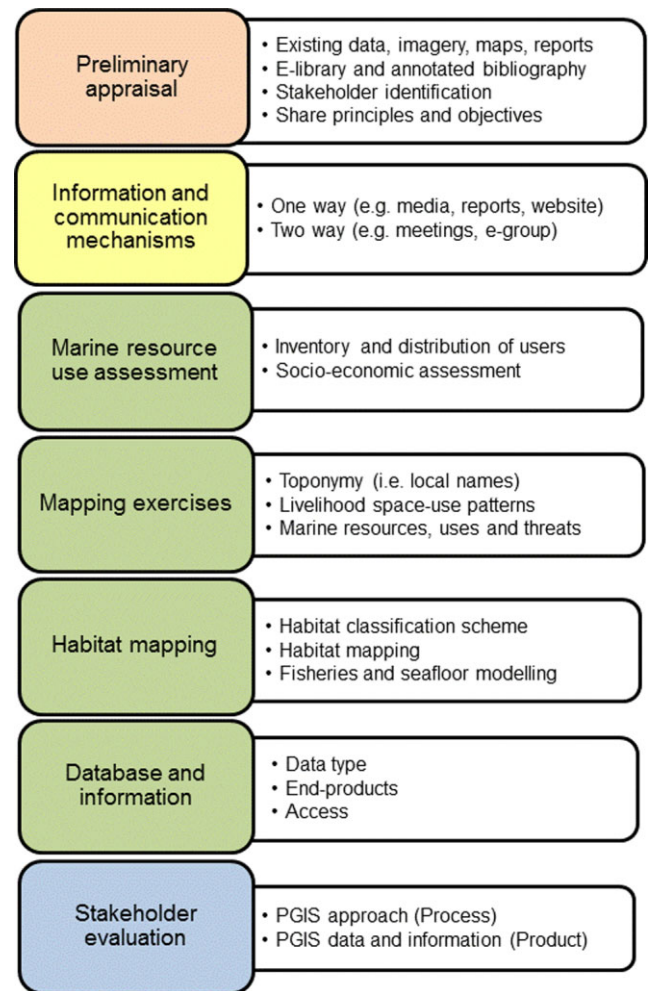 Preliminary
appraisal
• Existing data, imagery, maps, reports
• E-library and annotated bibliography
• Stakeholder identification
• Share principles and objectives
Information and
communication
mechanisms
• One way (e.g. media, reports, website)
• Two way (e.g. meetings, e-group)
Marine resource
use assessment
• Inventory and distribution of users
• Socio-economic assessment
Mapping exercises
• Toponymy (i.e. local names)
• Livelihood space-use patterns
• Marine resources, uses and threats
Habitat mapping
• Habitat classification scheme
• Habitat mapping
• Fisheries and seafloor modelling
Database and
information
• Data type
• End-products
• Access
Stakeholder
evaluation
• PGIS approach (Process)
• PGIS data and information (Product)